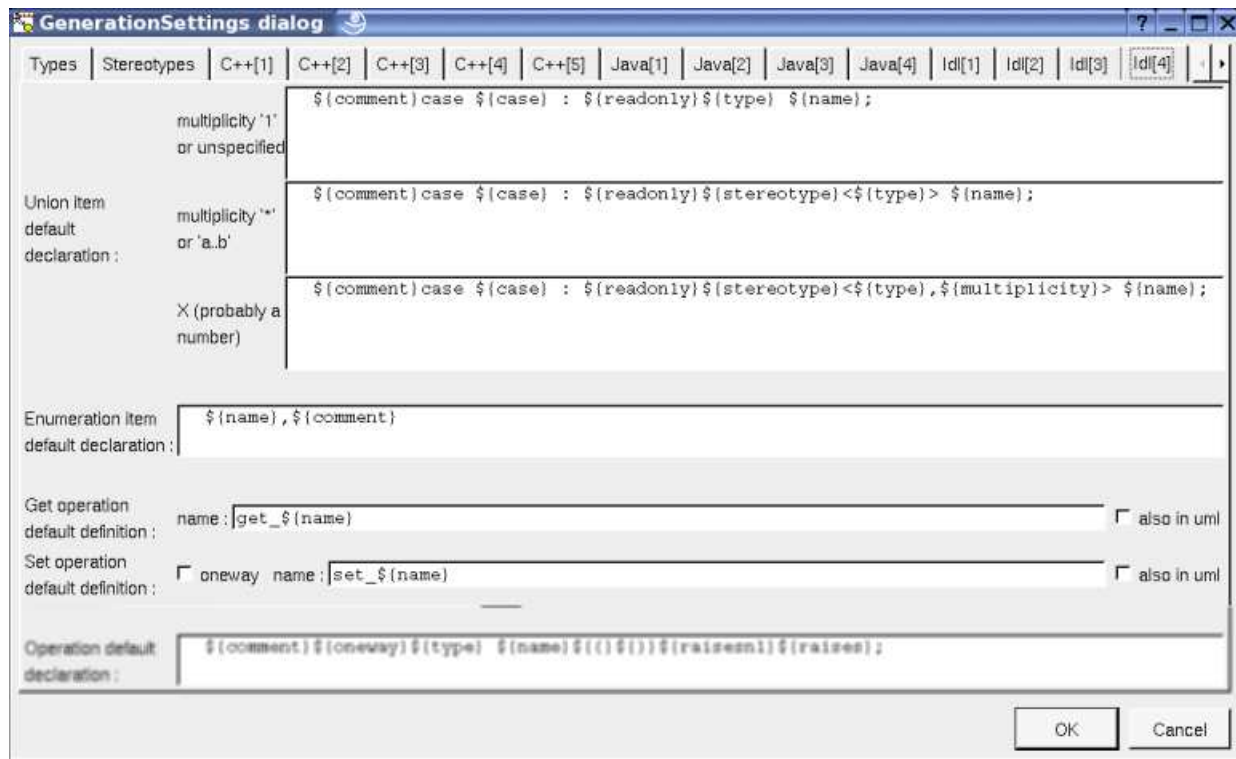 GenerationSettings dialog
Types Stereotypes C++[1] C++[2] C++[3] C++[4] C++[5] Java[1] Java[2] Java[3] Java[4] Idl[1] Idl[2] Idl[3] Idl[4]
Union item
default
declaration :
multiplicity '1'
or unspecified
${comment}case ${case} : ${readonly}${type} ${name};
multiplicity '*'
or 'a..b'
${comment}case ${case} : ${readonly}${stereotype}<${type}> ${name};
X (probably a
number)
${comment}case ${case} : ${readonly}${stereotype}<${type},${multiplicity}> ${name};
Enumeration item
default declaration :
${name},${comment}
Get operation
default definition :
name : get_${name}
also in uml
Set operation
default definition :
oneway name : set_${name}
also in uml
Operation default
declaration :
${comment}${oneway}${type} ${name}${(}${)}${raisesnl}${raises};
OK Cancel